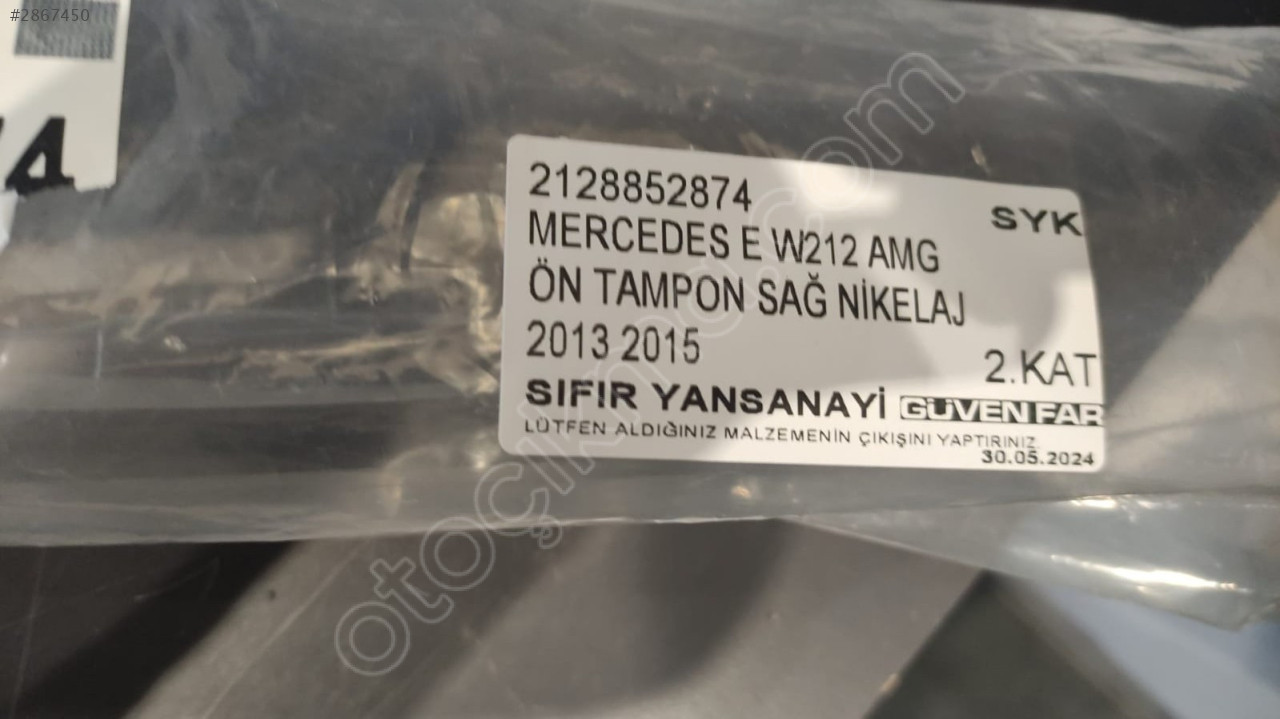 #2867450
4
2128852874
SYK
MERCEDES E W212 AMG
ÖN TAMPON SAĞ NİKELAJ
2013 2015
2.KAT
SIFIR YANSANAYİ GÜVEN FAR
LÜTFEN ALDIĞINIZ MALZEMENİN ÇIKIŞINI YAPTIRINIZ.
30.05.2024
otoçıkma.com